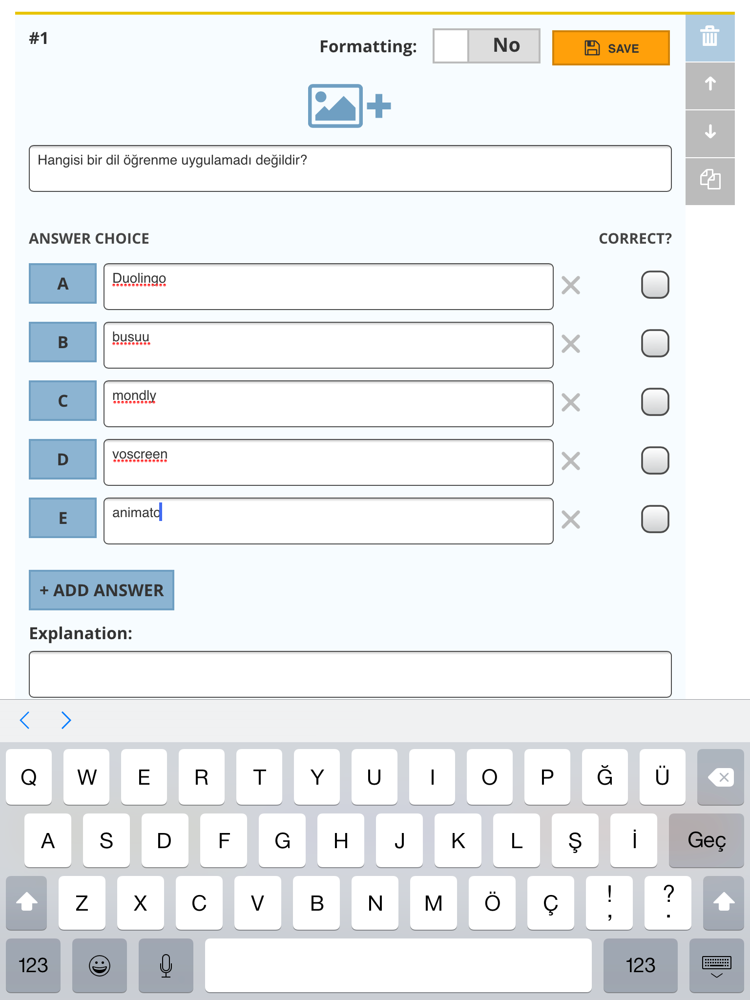 #1
Formatting:
No
SAVE
Hangisi bir dil öğrenme uygulamadı değildir?
ANSWER CHOICE
CORRECT?
A
Duolingo
B
busuu
C
mondly
D
voscreen
E
animato
+ ADD ANSWER
Explanation:
Q W E R T Y U I O P Ğ Ü
A S D F G H J K L Ş İ Geç
Z X C V B N M Ö Ç ! , ? .
123
123